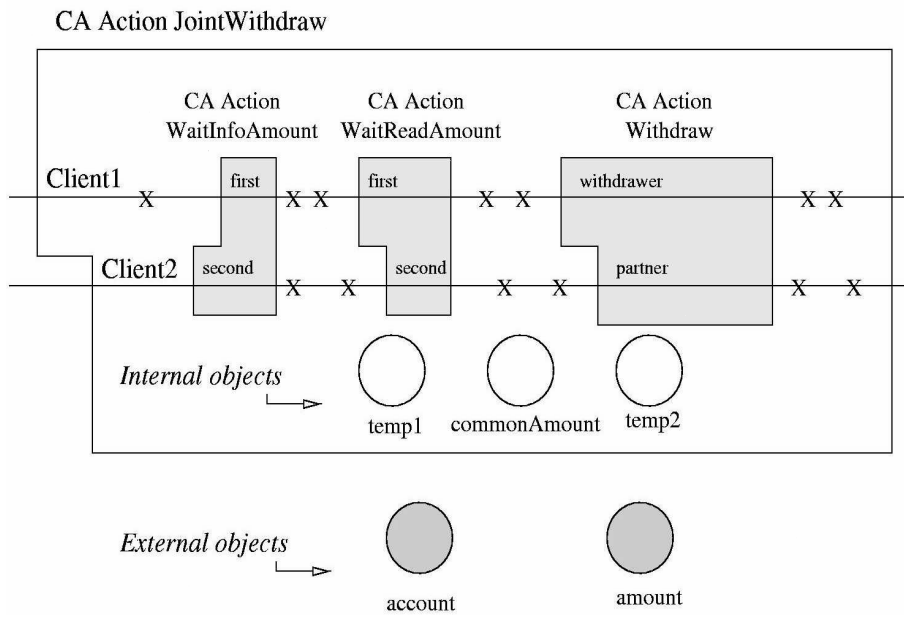 CA Action JointWithdraw
CA Action
WaitInfoAmount
CA Action
WaitReadAmount
CA Action
Withdraw
Client1
X
first
X X
first
X X
withdrawer
X X
Client2
second
X X
second
X X
partner
X X
Internal objects
temp1
commonAmount
temp2
External objects
account
amount